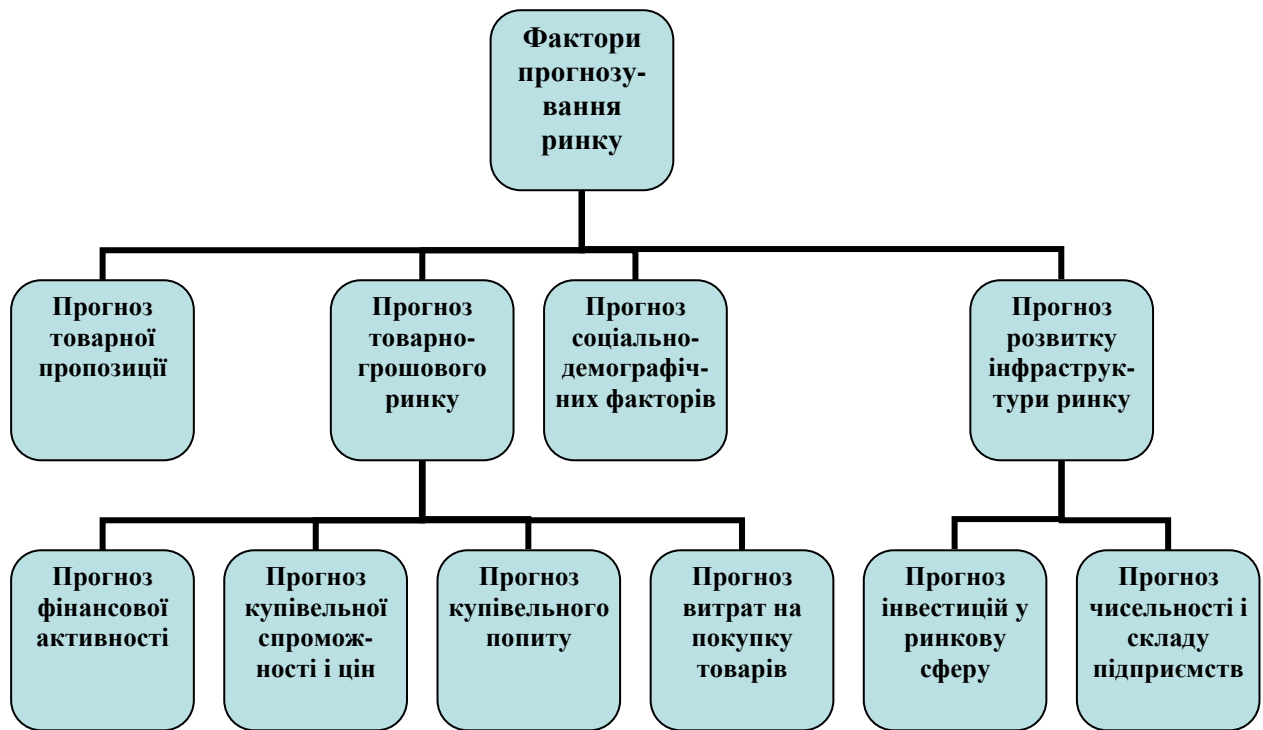 Фактори
прогнозу-
вання
ринку
Прогноз
товарної
пропозиції
Прогноз
товарно-
грошового
ринку
Прогноз
соціально-
демографіч-
них факторів
Прогноз
розвитку
інфраструк-
тури ринку
Прогноз
фінансової
активності
Прогноз
купівельної
спромож-
ності і цін
Прогноз
купівельного
попиту
Прогноз
витрат на
покупку
товарів
Прогноз
інвестицій у
ринкову
сферу
Прогноз
чисельності і
складу
підприємств